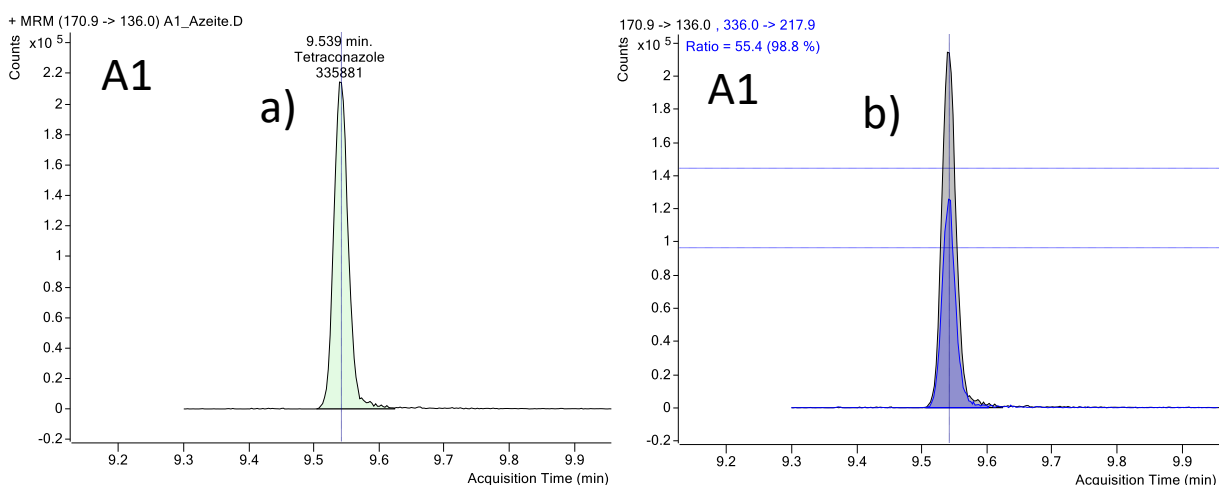 + MRM (170.9 -> 136.0) A1_Azeite.D
Counts
x10 5
2.2
2
1.8
1.6
1.4
1.2
1
0.8
0.6
0.4
0.2
0
-0.2
A1
a)
9.539 min.
Tetraconazole
335881
9.2 9.3 9.4 9.5 9.6 9.7 9.8 9.9
Acquisition Time (min)
170.9 -> 136.0 , 336.0 -> 217.9
Counts
x10 5
Ratio = 55.4 (98.8 %)
2
1.8
1.6
1.4
1.2
1
0.8
0.6
0.4
0.2
0
-0.2
A1
b)
9.2 9.3 9.4 9.5 9.6 9.7 9.8 9.9
Acquisition Time (min)